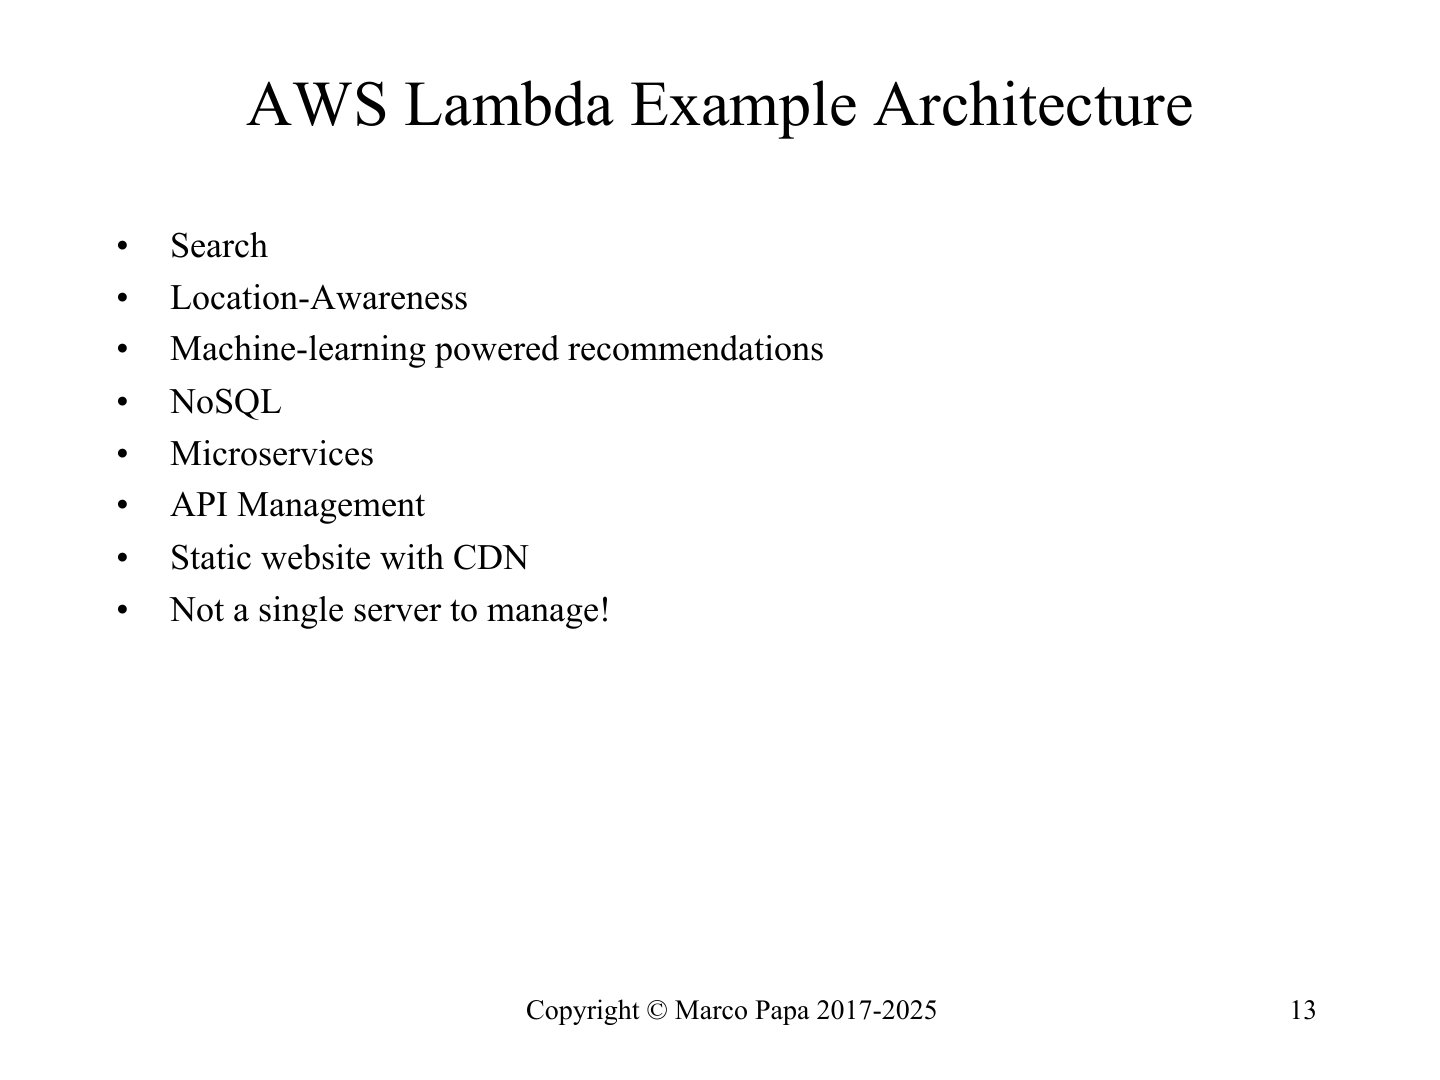 AWS Lambda Example Architecture
• Search
• Location-Awareness
• Machine-learning powered recommendations
• NoSQL
• Microservices
• API Management
• Static website with CDN
• Not a single server to manage!
Copyright © Marco Papa 2017-2025
13